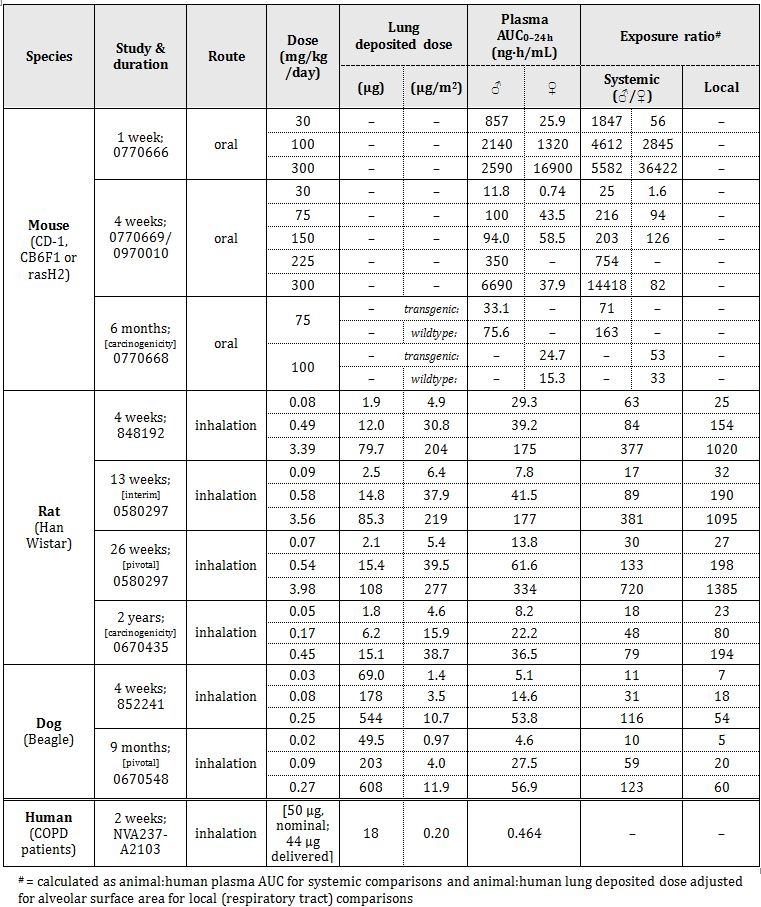 Species Study & duration Route Dose (mg/kg/day) Lung deposited dose Plasma AUC0–24h (ng·h/mL) Exposure ratio#
(μg) (μg/m²) ♂ ♀ Systemic (♂/♀) Local
Mouse (CD-1, CB6F1 or rasH2)
1 week; 0770666 oral
30 – – 857 25.9 1847 56 –
100 – – 2140 1320 4612 2845 –
300 – – 2590 16900 5582 36422 –
4 weeks; 0770669/0970010 oral
30 – – 11.8 0.74 25 1.6 –
75 – – 100 43.5 216 94 –
150 – – 94.0 58.5 203 126 –
225 – – 350 – 754 – –
300 – – 6690 37.9 14418 82 –
6 months; [carcinogenicity] 0770668 oral
75 – transgenic: 33.1 – 71 – –
– wildtype: 75.6 – 163 – –
100 – transgenic: – 24.7 – 53 –
– wildtype: – 15.3 – 33 –
Rat (Han Wistar)
4 weeks; 848192 inhalation
0.08 1.9 4.9 29.3 63 25
0.49 12.0 30.8 39.2 84 154
3.39 79.7 204 175 377 1020
13 weeks; [interim] 0580297 inhalation
0.09 2.5 6.4 7.8 17 32
0.58 14.8 37.9 41.5 89 190
3.56 85.3 219 177 381 1095
26 weeks; [pivotal] 0580297 inhalation
0.07 2.1 5.4 13.8 30 27
0.54 15.4 39.5 61.6 133 198
3.98 108 277 334 720 1385
2 years; [carcinogenicity] 0670435 inhalation
0.05 1.8 4.6 8.2 18 23
0.17 6.2 15.9 22.2 48 80
0.45 15.1 38.7 36.5 79 194
Dog (Beagle)
4 weeks; 852241 inhalation
0.03 69.0 1.4 5.1 11 7
0.08 178 3.5 14.6 31 18
0.25 544 10.7 53.8 116 54
9 months; [pivotal] 0670548 inhalation
0.02 49.5 0.97 4.6 10 5
0.09 203 4.0 27.5 59 20
0.27 608 11.9 56.9 123 60
Human (COPD patients)
2 weeks; NVA237-A2103 inhalation
[50 μg, nominal; 44 μg delivered] 18 0.20 0.464 – –
# = calculated as animal:human plasma AUC for systemic comparisons and animal:human lung deposited dose adjusted
for alveolar surface area for local (respiratory tract) comparisons